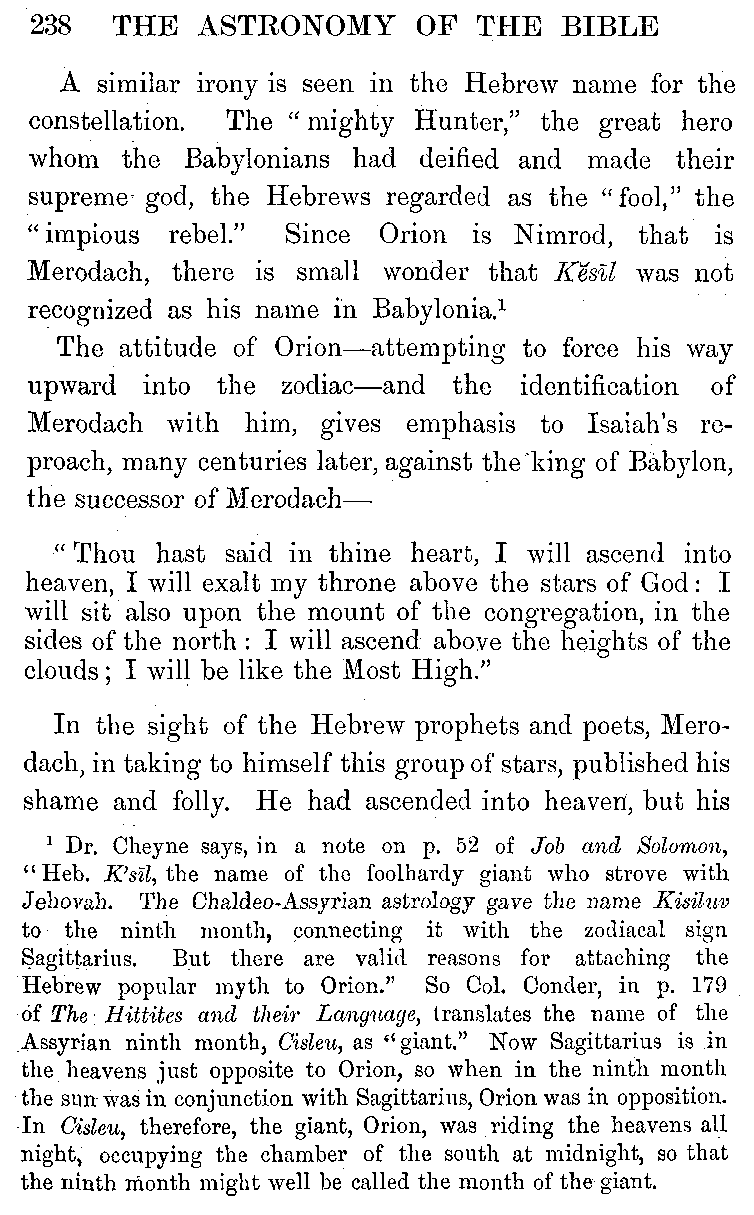 238 THE ASTRONOMY OF THE BIBLE
A similar irony is seen in the Hebrew name for the
constellation. The “mighty Hunter,” the great hero
whom the Babylonians had deified and made their
supreme god, the Hebrews regarded as the “fool,” the
“impious rebel.” Since Orion is Nimrod, that is
Merodach, there is small wonder that Kĕsīl was not
recognized as his name in Babylonia.¹
The attitude of Orion—attempting to force his way
upward into the zodiac—and the identification of
Merodach with him, gives emphasis to Isaiah’s re-
proach, many centuries later, against the king of Babylon,
the successor of Merodach—
“Thou hast said in thine heart, I will ascend into
heaven, I will exalt my throne above the stars of God: I
will sit also upon the mount of the congregation, in the
sides of the north: I will ascend above the heights of the
clouds; I will be like the Most High.”
In the sight of the Hebrew prophets and poets, Mero-
dach, in taking to himself this group of stars, published his
shame and folly. He had ascended into heaven, but his
¹ Dr. Cheyne says, in a note on p. 52 of Job and Solomon,
“Heb. K’sīl, the name of the foolhardy giant who strove with
Jehovah. The Chaldeo-Assyrian astrology gave the name Kisiluv
to the ninth month, connecting it with the zodiacal sign
Sagittarius. But there are valid reasons for attaching the
Hebrew popular myth to Orion.” So Col. Conder, in p. 179
of The Hittites and their Language, translates the name of the
Assyrian ninth month, Cisleu, as “giant.” Now Sagittarius is in
the heavens just opposite to Orion, so when in the ninth month
the sun was in conjunction with Sagittarius, Orion was in opposition.
In Cisleu, therefore, the giant, Orion, was riding the heavens all
night, occupying the chamber of the south at midnight, so that
the ninth month might well be called the month of the giant.